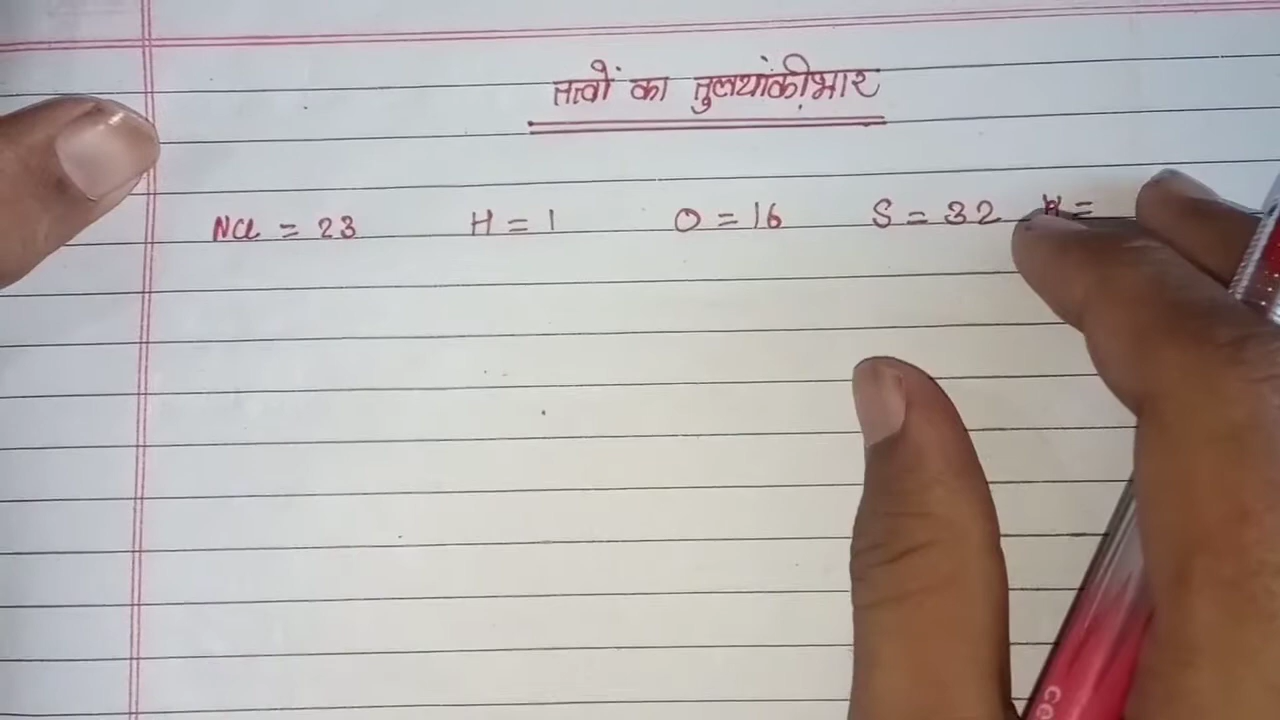 तत्वों का तुल्यांकीभार
Na = 23 H = 1 O = 16 S = 32 =